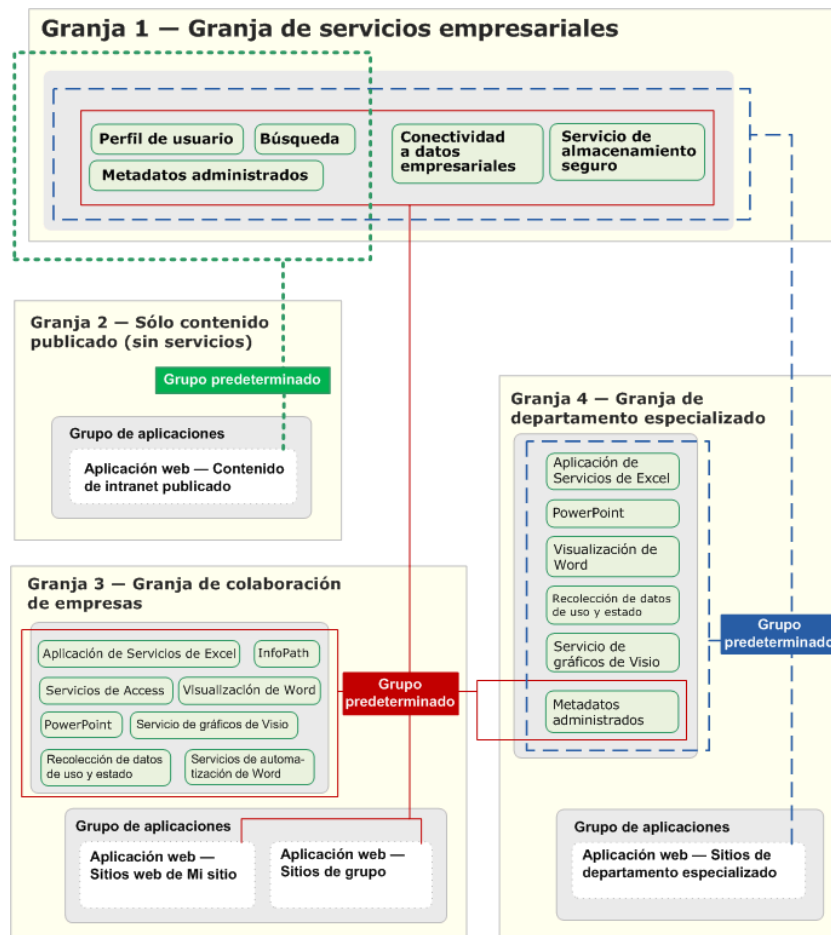 Granja 1 — Granja de servicios empresariales
Perfil de usuario
Búsqueda
Metadatos administrados
Conectividad
a datos
empresariales
Servicio de
almacenamiento
seguro
Granja 2 — Sólo contenido
publicado (sin servicios)
Grupo predeterminado
Grupo de aplicaciones
Aplicación web — Contenido
de intranet publicado
Granja 4 — Granja de
departamento especializado
Aplicación de
Servicios de Excel
PowerPoint
Visualización de
Word
Recolección de datos
de uso y estado
Servicio de
gráficos de Visio
Metadatos
administrados
Grupo
predeterminado
Grupo de aplicaciones
Aplicación web — Sitios de
departamento especializado
Granja 3 — Granja de colaboración
de empresas
Aplicación de Servicios de Excel
InfoPath
Servicios de Access
Visualización de Word
PowerPoint
Servicio de gráficos de Visio
Recolección de datos
de uso y estado
Servicios de automa-
tización de Word
Grupo
predeterminado
Grupo de aplicaciones
Aplicación web —
Sitios web de Mi sitio
Aplicación web —
Sitios de grupo